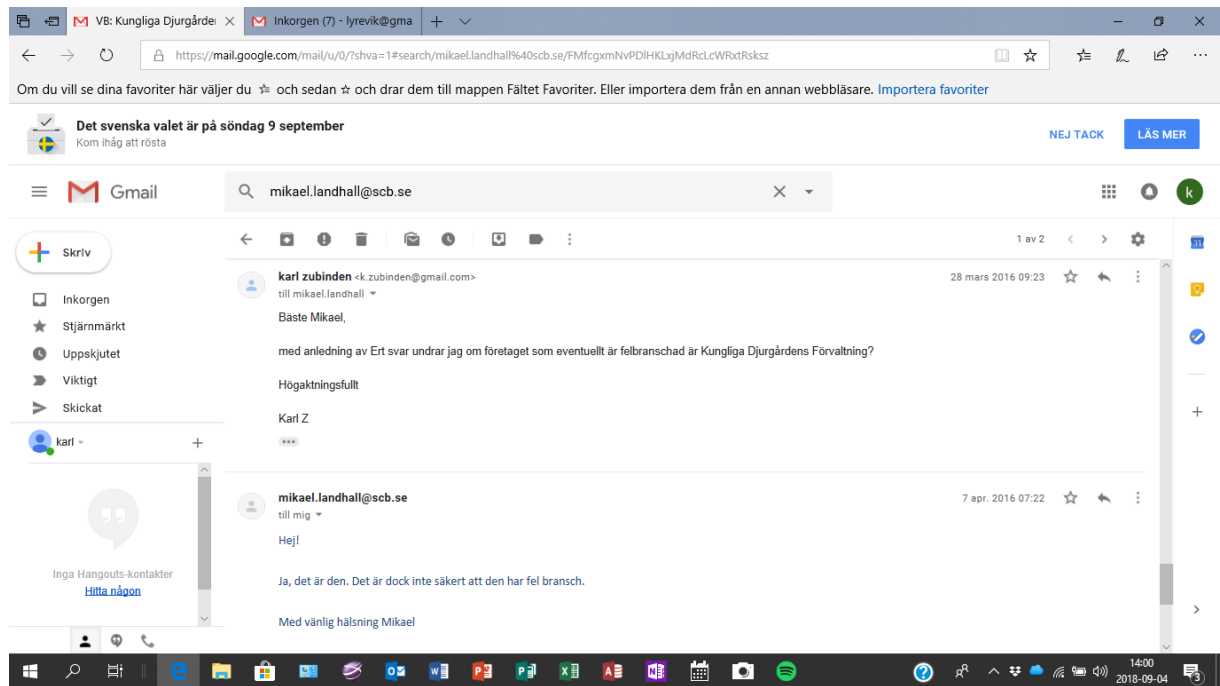 VB: Kungliga Djurgården
Inkorgen (7) - lyrevik@gma
https://mail.google.com/mail/u/0/?shva=1#search/mikael.landhall%40scb.se/FMfcgxmNvPDlHKLxjMdRcLcWRxtRsksz
Om du vill se dina favoriter här väljer du och sedan och drar dem till mappen Fältet Favoriter. Eller importera dem från en annan webbläsare. Importera favoriter
Det svenska valet är på söndag 9 september
Kom ihåg att rösta
NEJ TACK
LÄS MER
Gmail
mikael.landhall@scb.se
k
Skriv
1 av 2
31
Inkorgen
Stjärnmärkt
Uppskjutet
Viktigt
Skickat
karl
Inga Hangouts-kontakter
Hitta någon
karl zubinden <k.zubinden@gmail.com>
28 mars 2016 09:23
till mikael.landhall
Bäste Mikael,
med anledning av Ert svar undrar jag om företaget som eventuellt är felbranschad är Kungliga Djurgårdens Förvaltning?
Högaktningsfullt
Karl Z
mikael.landhall@scb.se
7 apr. 2016 07:22
till mig
Hej!
Ja, det är den. Det är dock inte säkert att den har fel bransch.
Med vänlig hälsning Mikael
14:00
2018-09-04